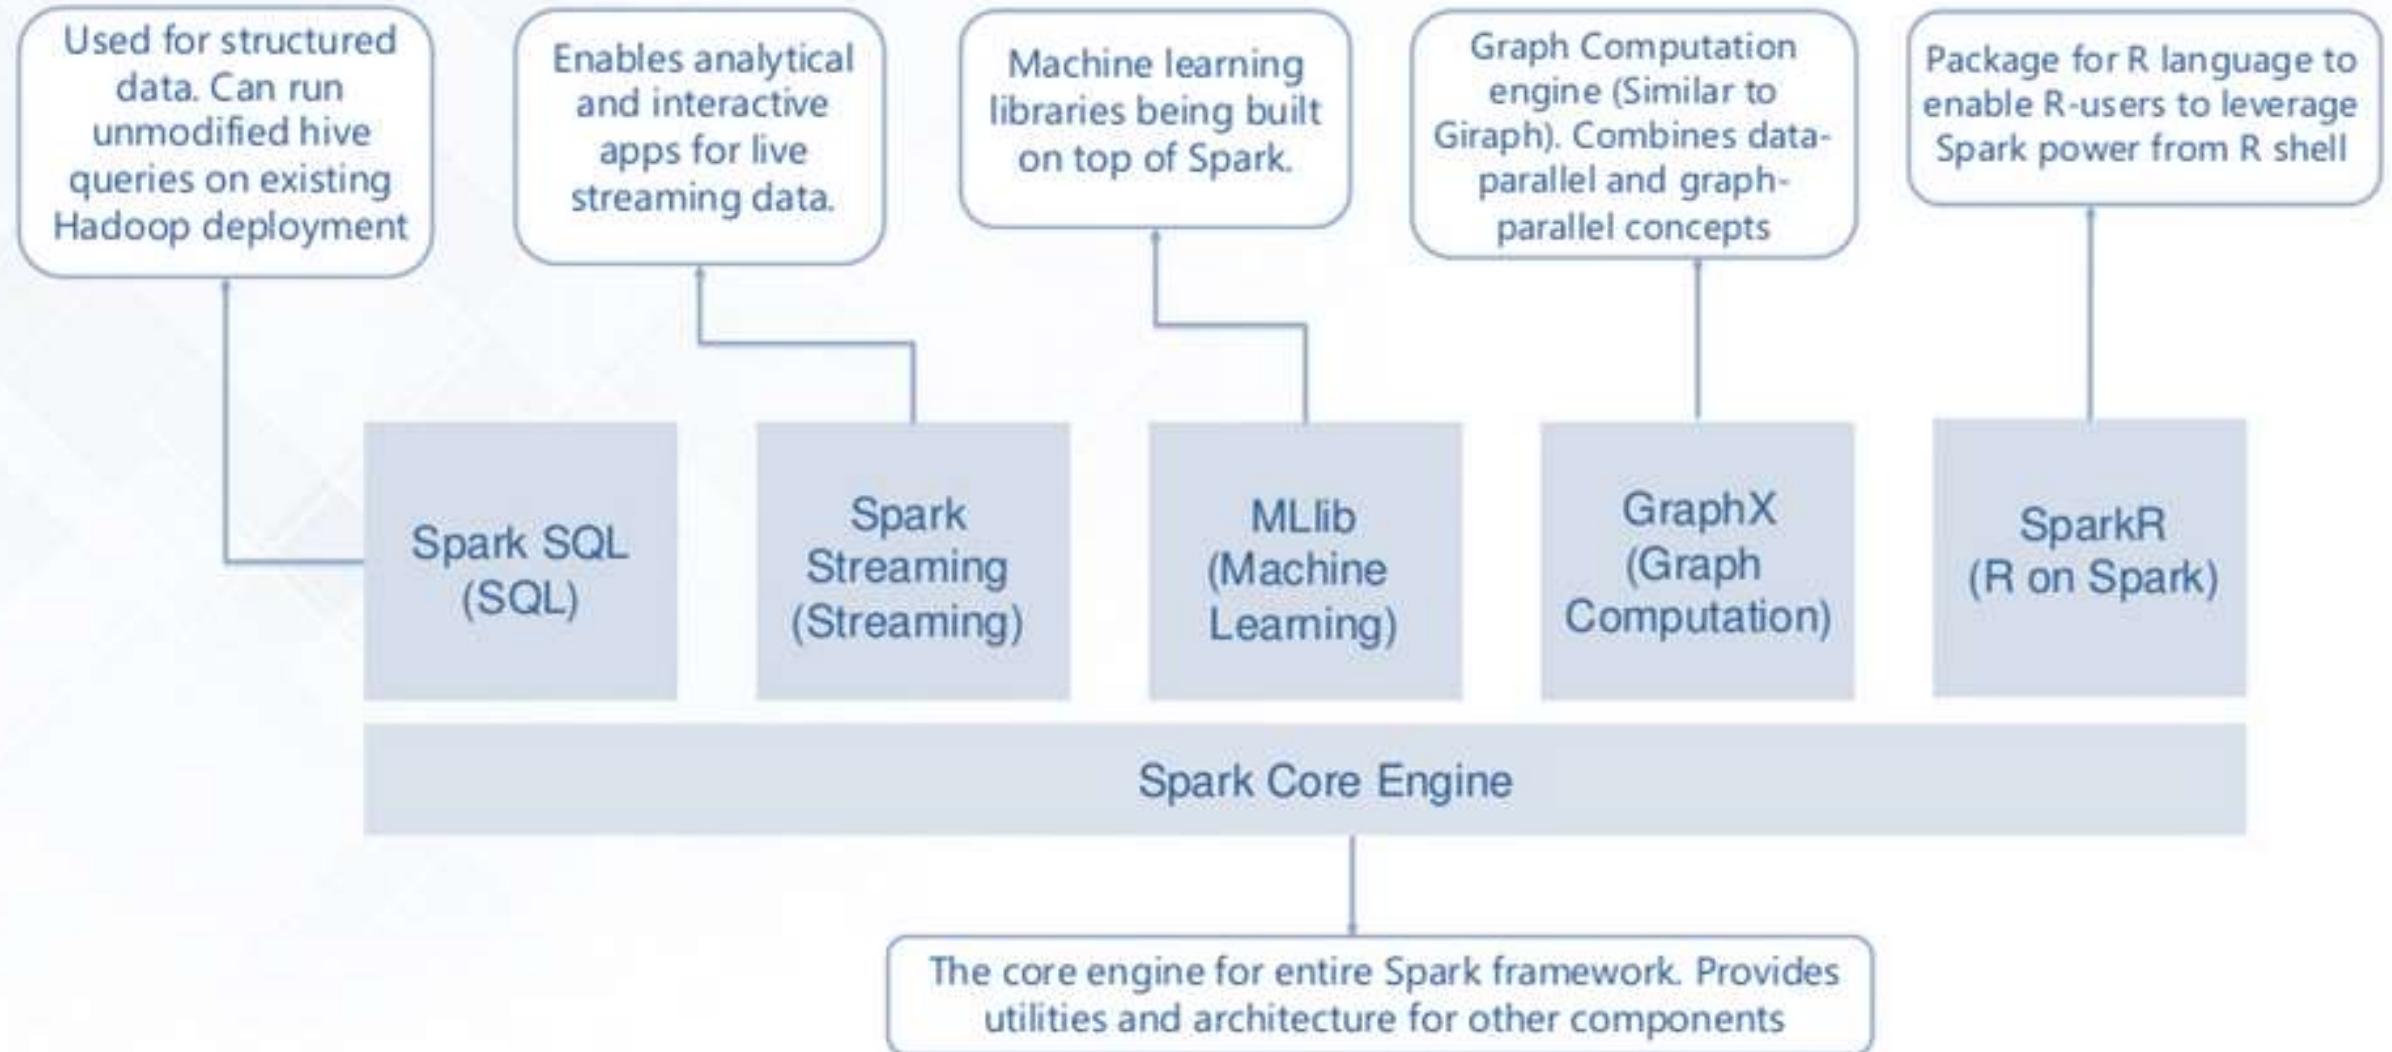 Used for structured
data. Can run
unmodified hive
queries on existing
Hadoop deployment
Enables analytical
and interactive
apps for live
streaming data.
Machine learning
libraries being built
on top of Spark.
Graph Computation
engine (Similar to
Giraph). Combines data-
parallel and graph-
parallel concepts
Package for R language to
enable R-users to leverage
Spark power from R shell
Spark SQL
(SQL)
Spark
Streaming
(Streaming)
MLlib
(Machine
Learning)
GraphX
(Graph
Computation)
SparkR
(R on Spark)
Spark Core Engine
The core engine for entire Spark framework. Provides
utilities and architecture for other components